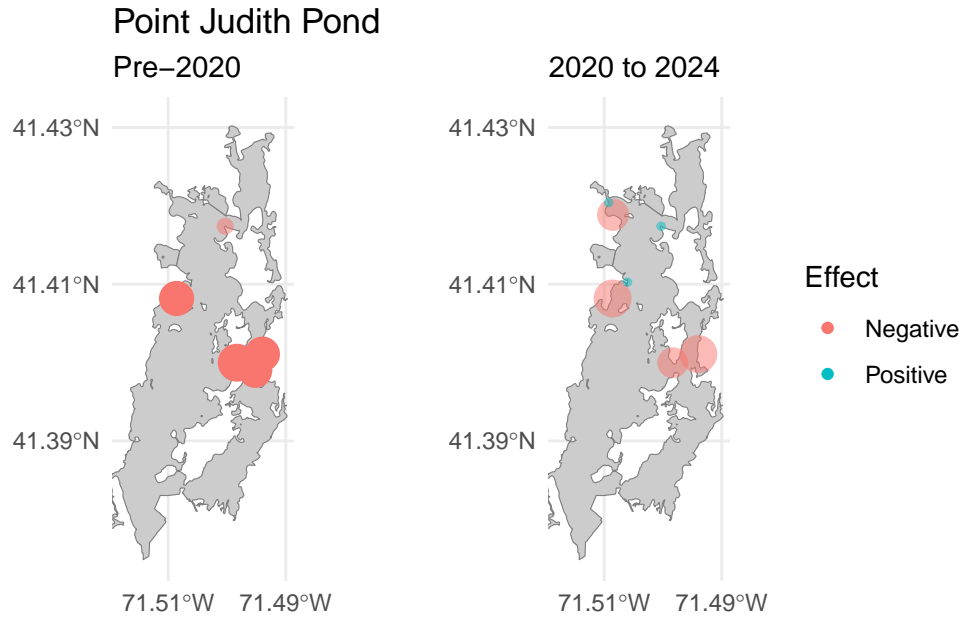 Point Judith Pond
Pre−2020
2020 to 2024
41.43°N
41.41°N
41.39°N
71.51°W
71.49°W
41.43°N
41.41°N
41.39°N
71.51°W
71.49°W
Effect
Negative
Positive